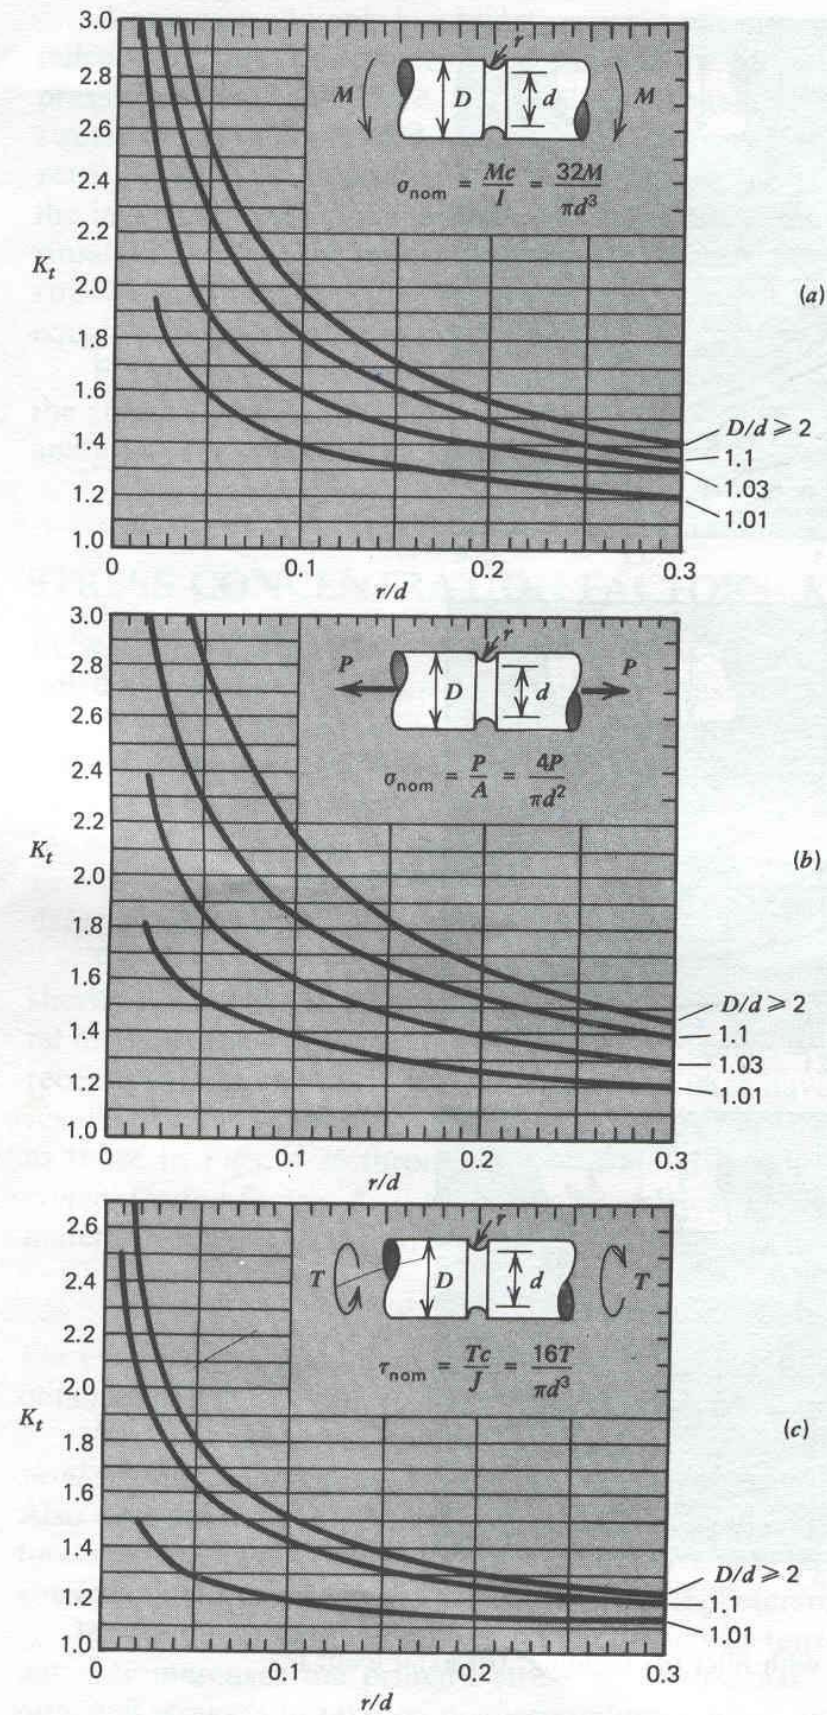 3.0
2.8
2.6
2.4
2.2
2.0
1.8
1.6
1.4
1.2
1.0
K_t
M
D
d
r
M
σ_nom = Mc/I = 32M/πd³
(a)
D/d ⩾ 2
1.1
1.03
1.01
0 0.1 0.2 0.3
r/d
3.0
2.8
2.6
2.4
2.2
2.0
1.8
1.6
1.4
1.2
1.0
K_t
P
D
d
r
P
σ_nom = P/A = 4P/πd²
(b)
D/d ⩾ 2
1.1
1.03
1.01
0 0.1 0.2 0.3
r/d
2.6
2.4
2.2
2.0
1.8
1.6
1.4
1.2
1.0
K_t
T
D
d
r
T
τ_nom = Tc/J = 16T/πd³
(c)
D/d ⩾ 2
1.1
1.01
0 0.1 0.2 0.3
r/d